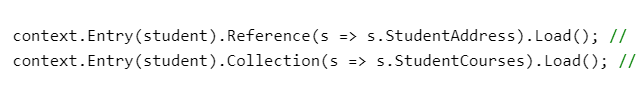 context.Entry(student).Reference(s => s.StudentAddress).Load(); //
context.Entry(student).Collection(s => s.StudentCourses).Load(); //